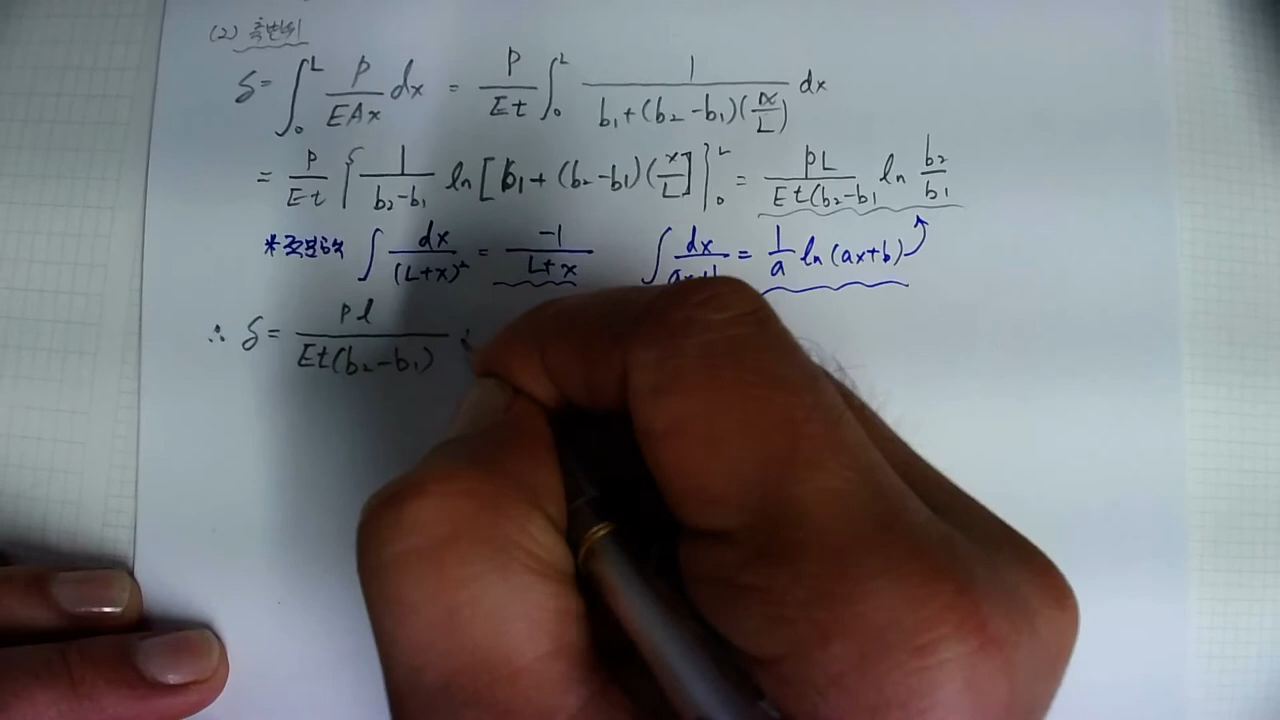 (2) 축변위
δ = ∫₀ᴸ P/EAx dx = P/Et ∫₀ᴸ 1/(b₁+(b₂-b₁)(x/L)) dx
= P/Et { 1/(b₂-b₁) ln[b₁+(b₂-b₁)(x/L] }₀ᴸ = PL/(Et(b₂-b₁ ln b₂/b₁
∫ dx/(L+x)² = -1/(L+x) ∫ dx/ = 1/a ln(ax+b)
∴ δ = Pl/(Et(b₂-b₁))